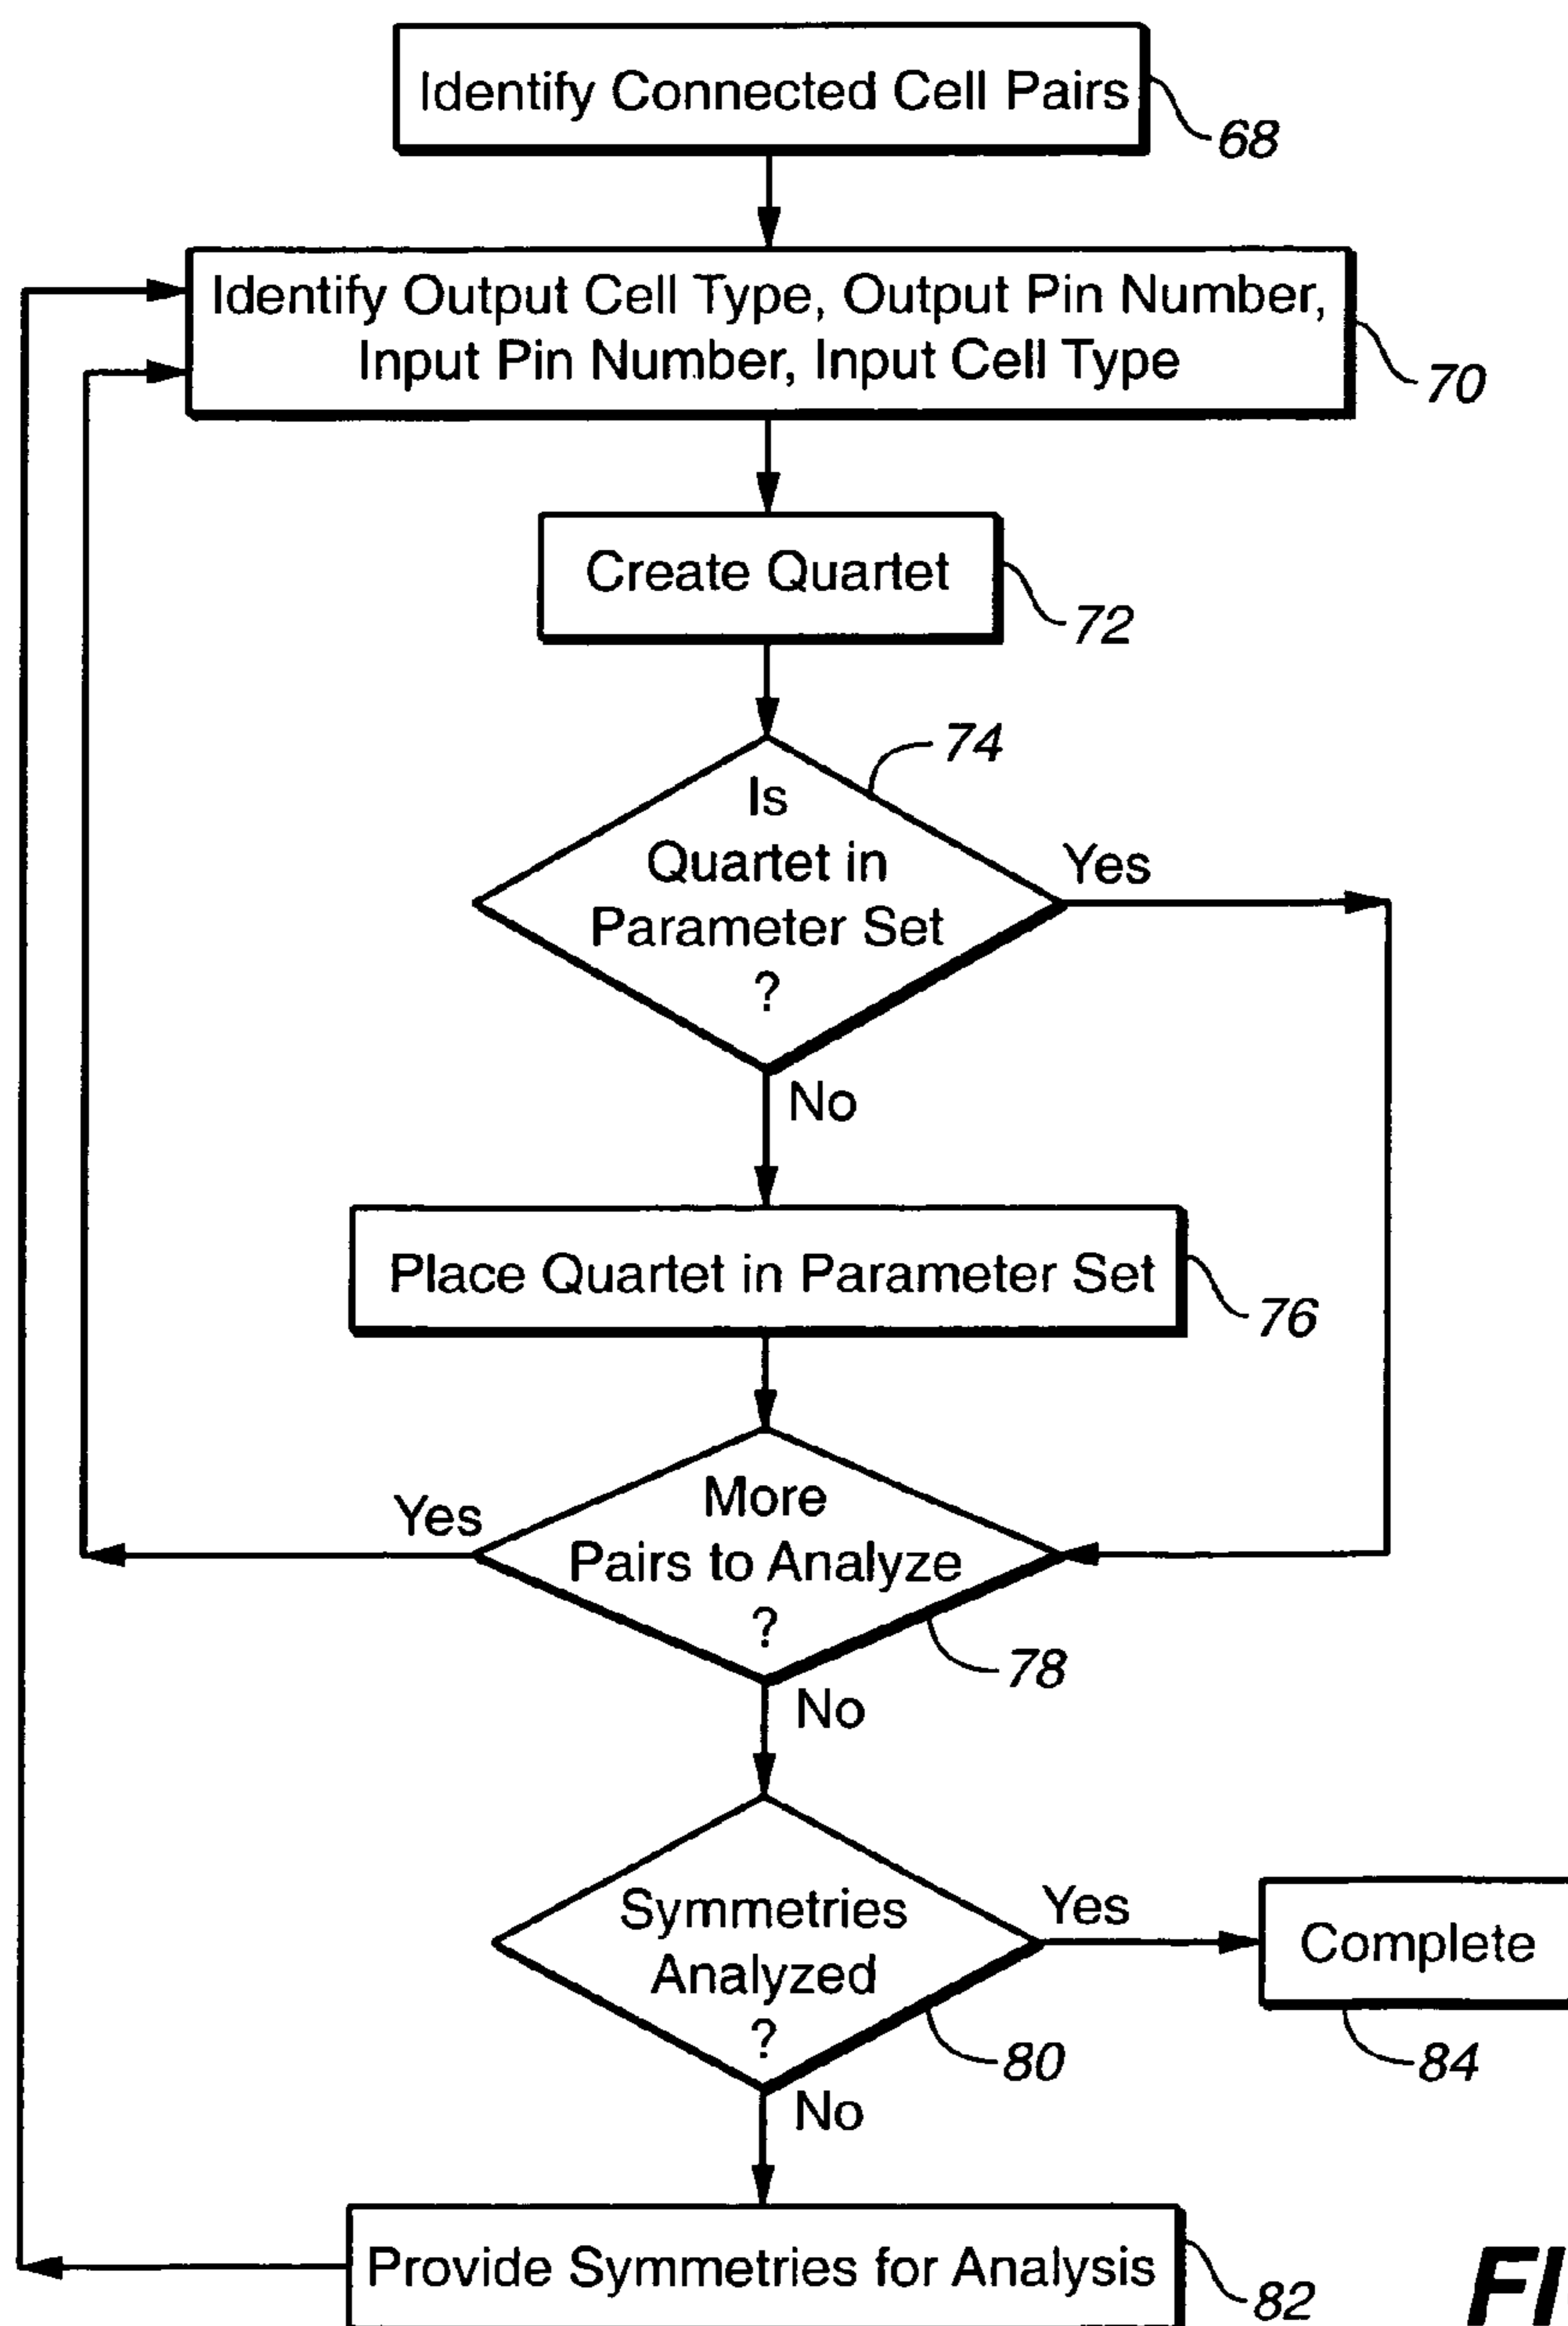 Identify Connected Cell Pairs
68
Identify Output Cell Type, Output Pin Number,
Input Pin Number, Input Cell Type
70
Create Quartet
72
74
Is
Quartet in
Parameter Set
?
Yes
No
Place Quartet in Parameter Set
76
More
Pairs to Analyze
?
Yes
78
No
Symmetries
Analyzed
?
Yes
Complete
80
84
No
Provide Symmetries for Analysis
82
FI